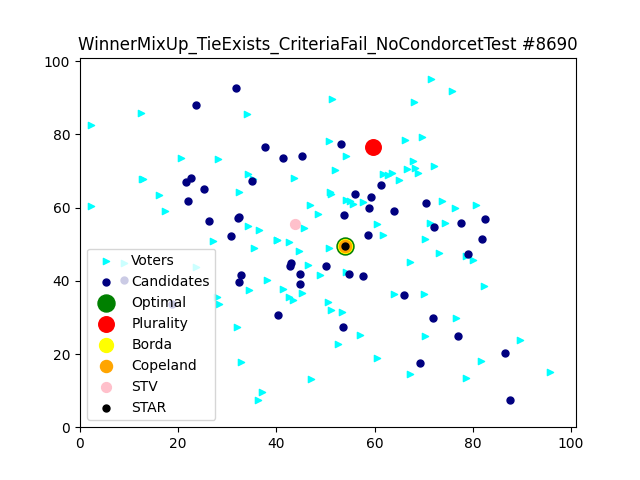 WinnerMixUp_TieExists_CriteriaFail_NoCondorcetTest #8690
100
80
60
40
20
0
Voters
Candidates
Optimal
Plurality
Borda
Copeland
STV
STAR
0 20 40 60 80 100